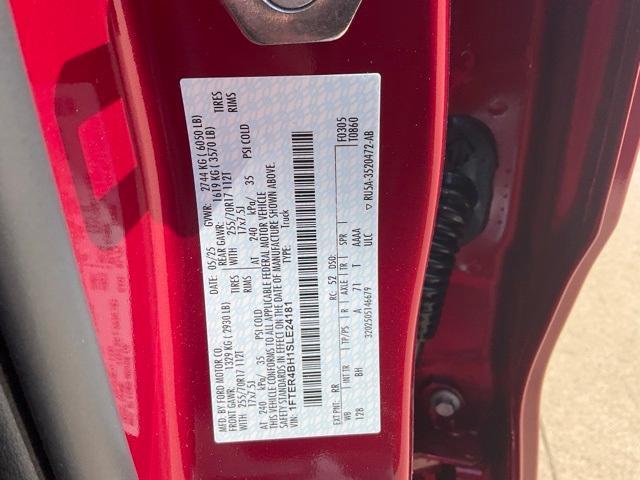 MFD. BY FORD MOTOR CO.
DATE: 05/25 GVWR: 2744 KG ( 6050 LB)
FRONT GAWR: 1329 KG ( 2930 LB) REAR GAWR: 1619 KG ( 3570 LB)
WITH 255/70R17 112T TIRES WITH 255/70R17 112T TIRES
17x7.5J RIMS 17x7.5J RIMS
AT 240 kPa/ 35 PSI COLD AT 240 kPa/ 35 PSI COLD
THIS VEHICLE CONFORMS TO ALL APPLICABLE FEDERAL MOTOR VEHICLE
SAFETY STANDARDS IN EFFECT ON THE DATE OF MANUFACTURE SHOWN ABOVE.
VIN: 1FTER4BH1SLE24181 TYPE: Truck
EXT PNT: RR RC: 52 DSO: F0305
WB INT TR TP/PS R AXLE TR SPR F0860
128 BH A 71 T AAAA
ULC
3202505146679 RU5A-3520472-AB